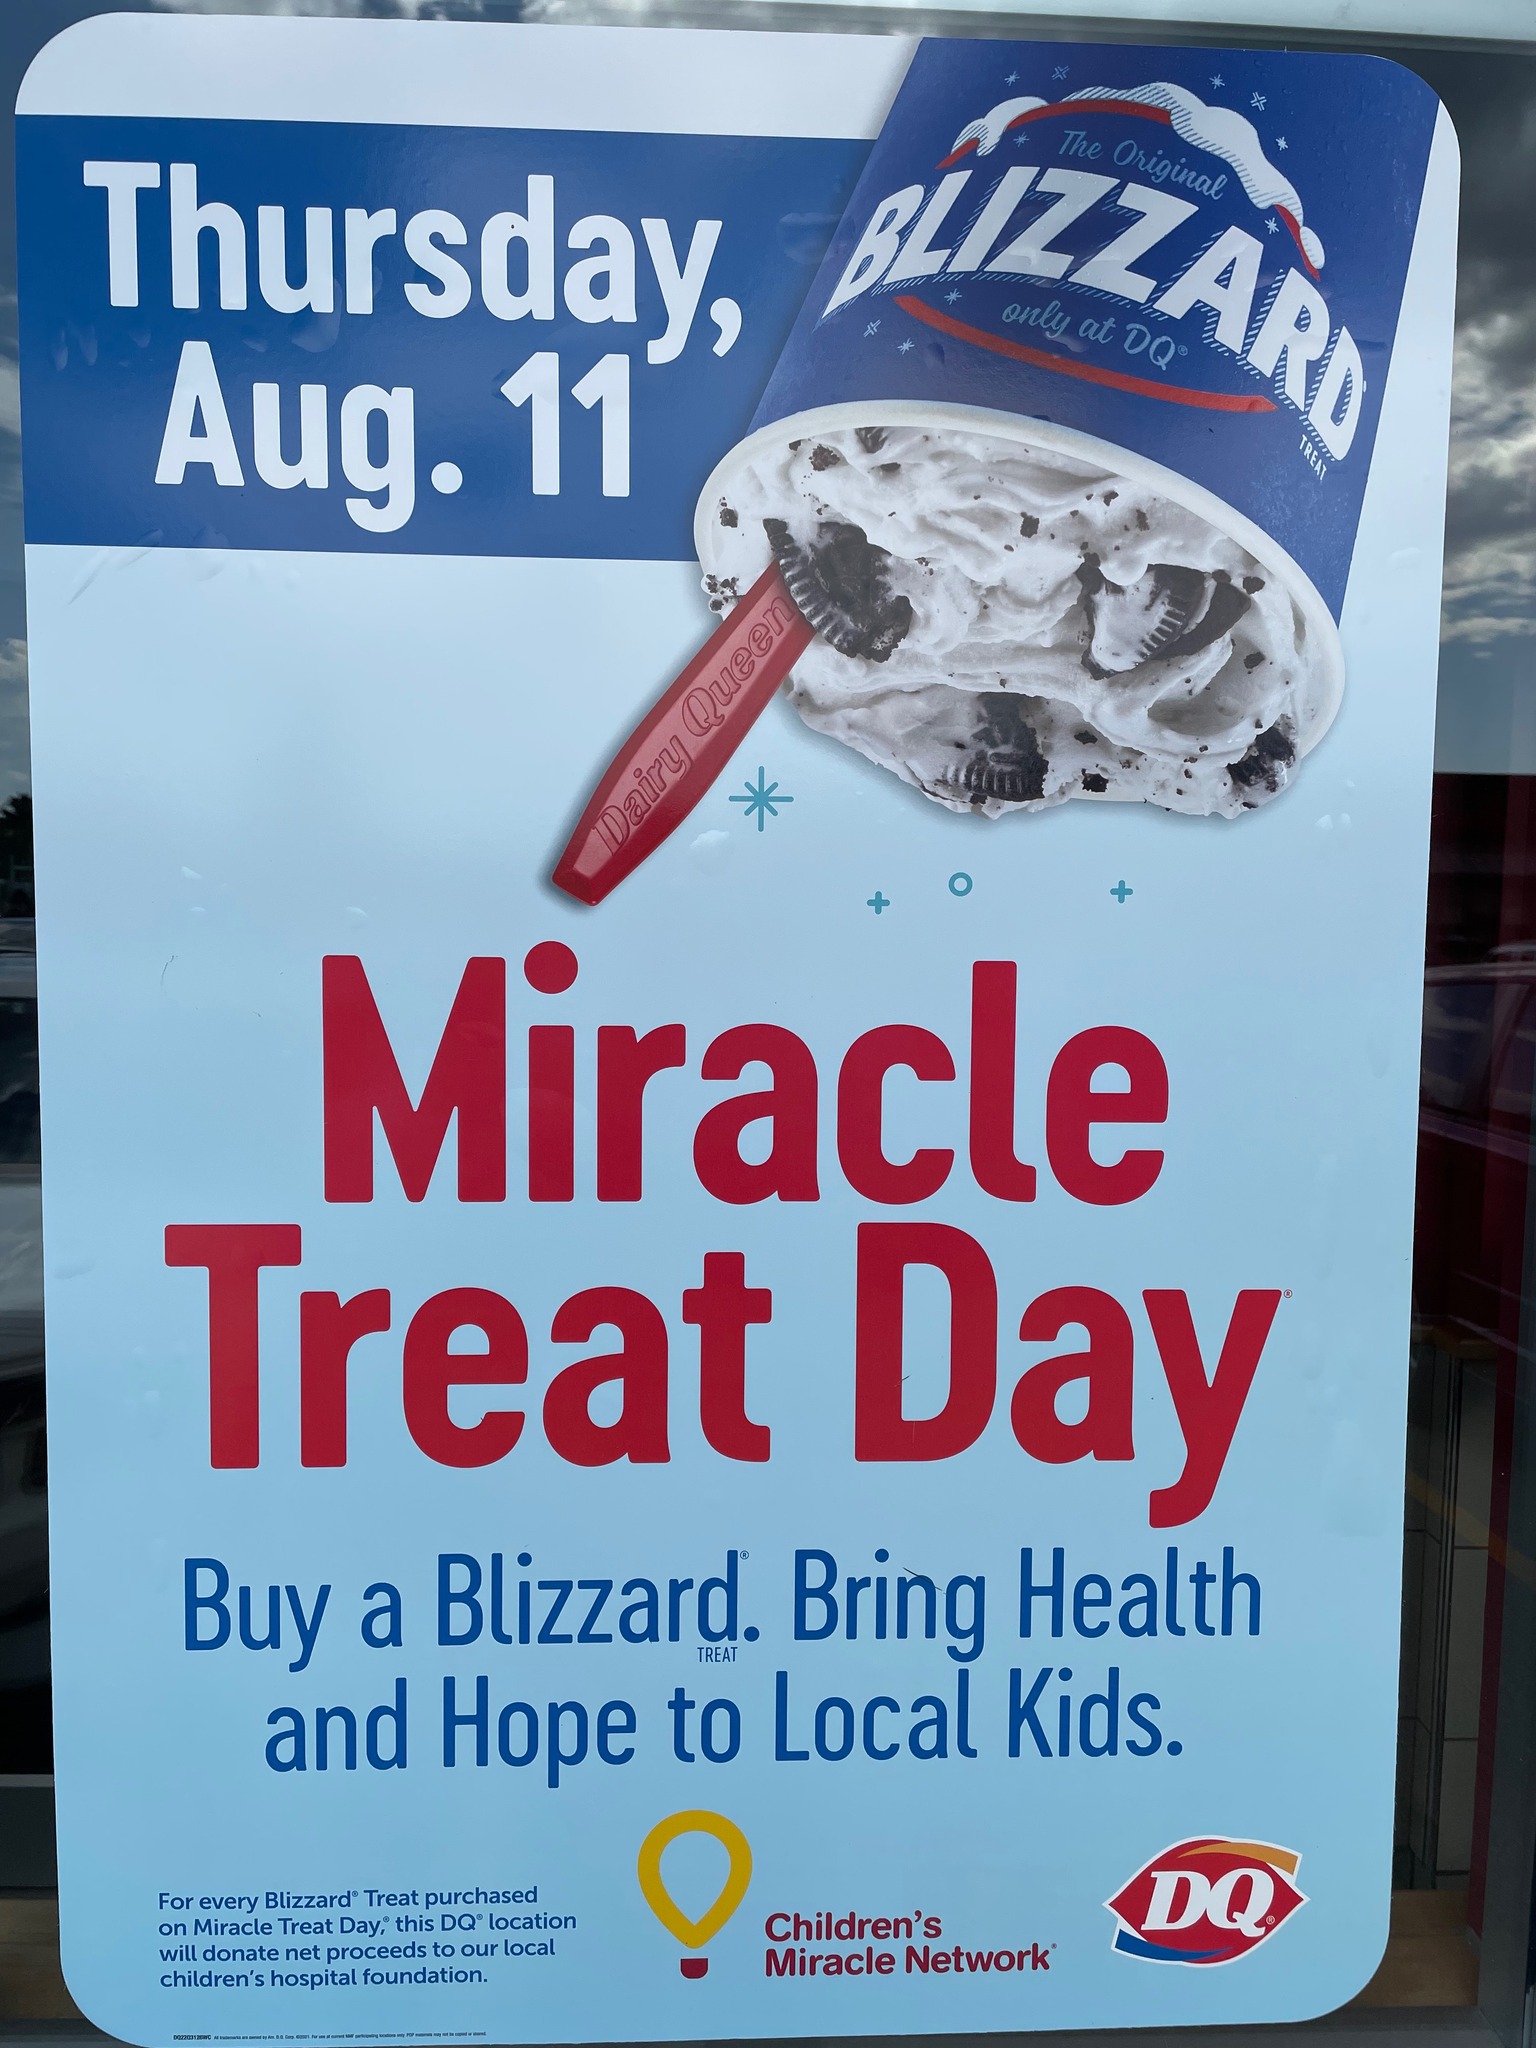 Thursday,
Aug. 11
The Original
BLIZZARD
only at DQ®
TREAT
Dairy Queen
Miracle
Treat Day®
Buy a Blizzard®. Bring Health
TREAT
and Hope to Local Kids.
For every Blizzard® Treat purchased
on Miracle Treat Day,® this DQ® location
will donate net proceeds to our local
children's hospital foundation.
Children's
Miracle Network®
DQ®